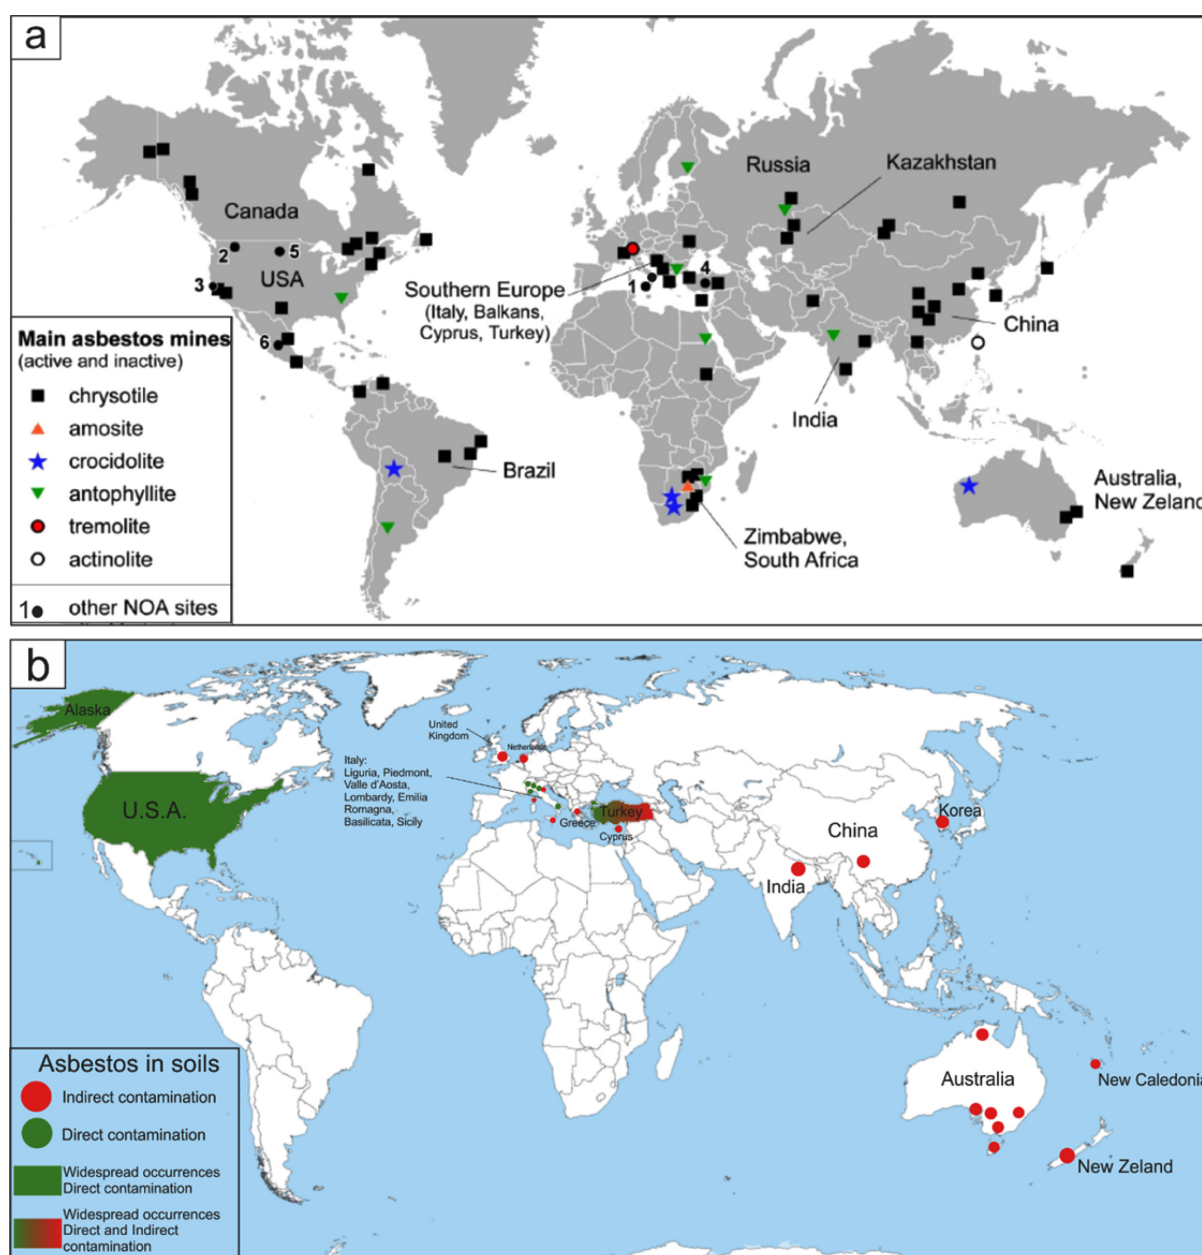 a
Russia
Kazakhstan
Canada
2
5
USA
3
4
1
Southern Europe
(Italy, Balkans,
Cyprus, Turkey)
China
6
India
Brazil
Australia,
New Zeland
Zimbabwe,
South Africa
Main asbestos mines
(active and inactive)
chrysotile
amosite
crocidolite
antophyllite
tremolite
actinolite
1 other NOA sites
b
Alaska
U.S.A.
United
Kingdom
Netherlands
Italy:
Liguria, Piedmont,
Valle d'Aosta,
Lombardy, Emilia
Romagna,
Basilicata, Sicily
Greece
Turkey
Cyprus
Korea
China
India
Australia
New Caledonia
New Zeland
Asbestos in soils
Indirect contamination
Direct contamination
Widespread occurrences
Direct contamination
Widespread occurrences
Direct and Indirect
contamination